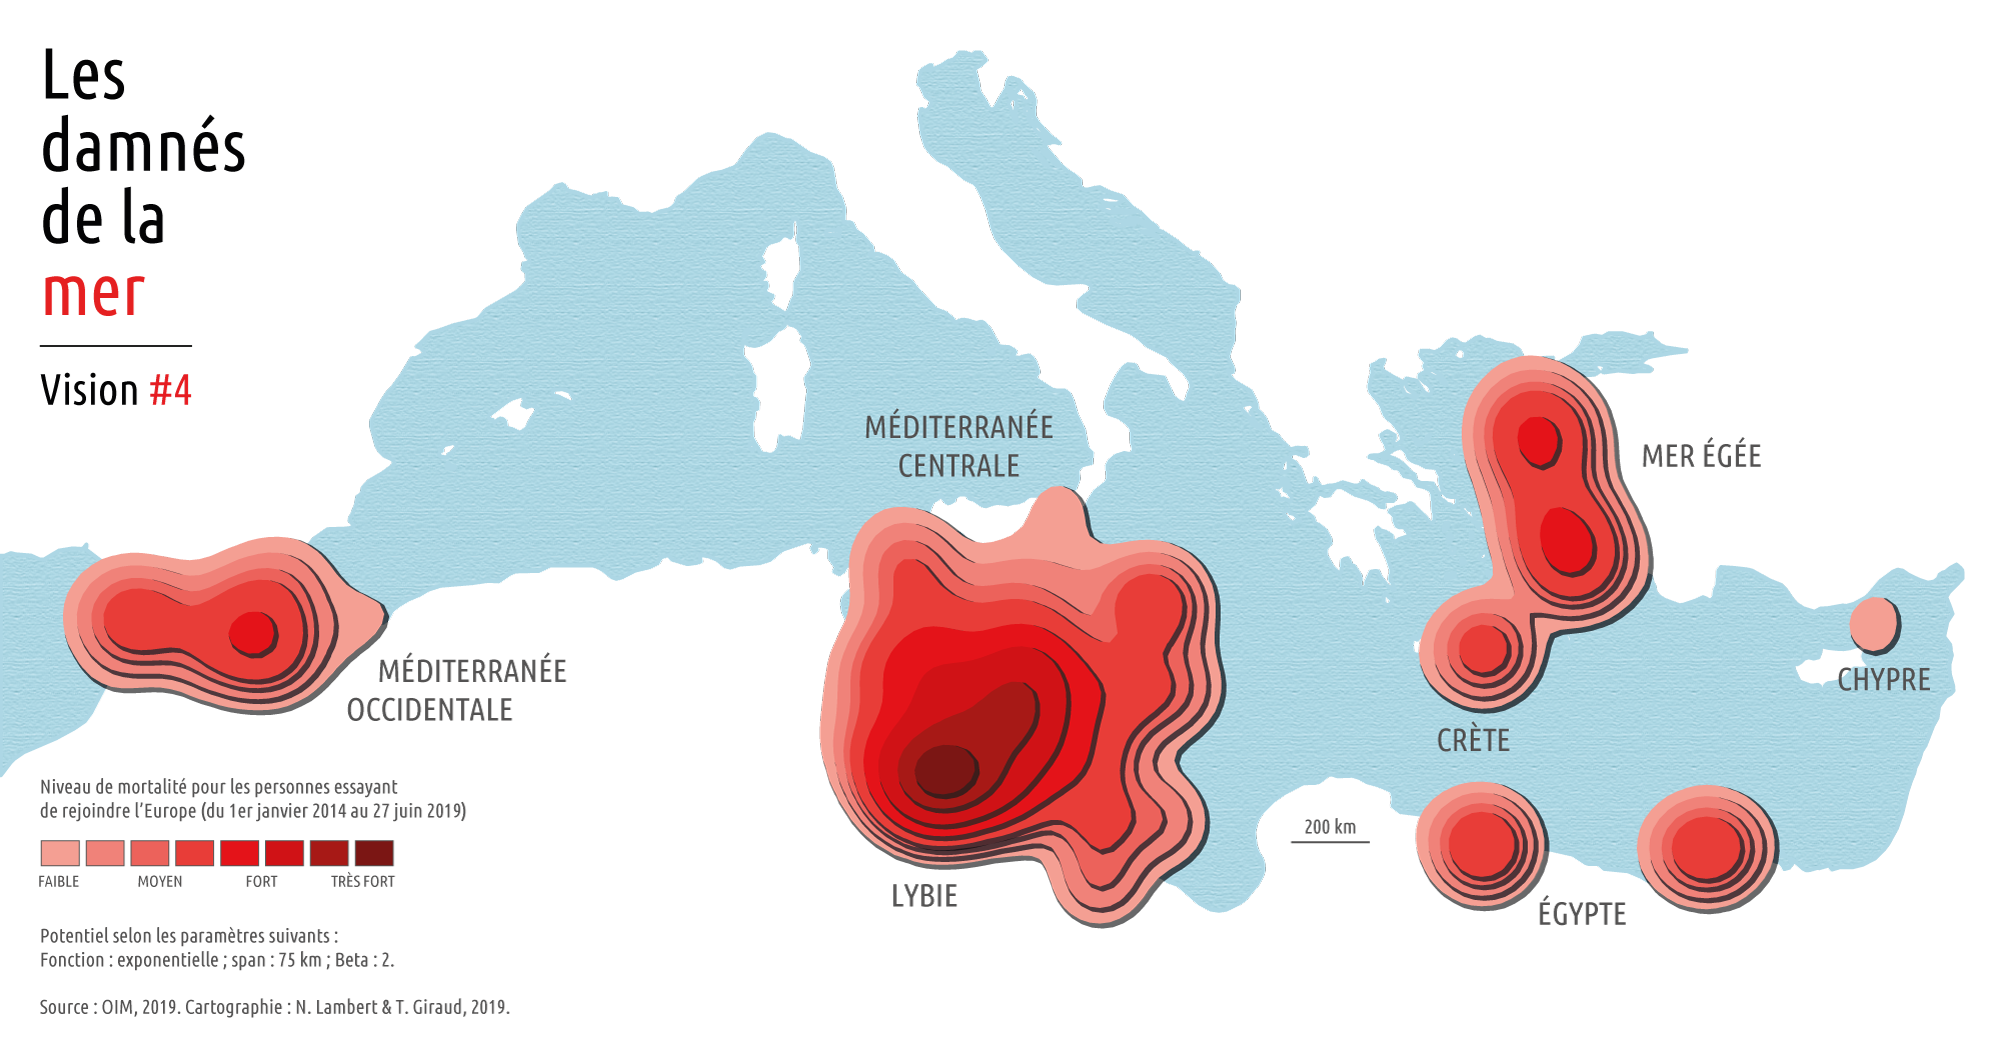 Les
damnés
de la
mer
Vision #4
MÉDITERRANÉE
CENTRALE
MER ÉGÉE
MÉDITERRANÉE
OCCIDENTALE
CHYPRE
CRÈTE
200 km
LYBIE
ÉGYPTE
Niveau de mortalité pour les personnes essayant
de rejoindre l’Europe (du 1er janvier 2014 au 27 juin 2019)
FAIBLE MOYEN FORT TRÈS FORT
Potentiel selon les paramètres suivants :
Fonction : exponentielle ; span : 75 km ; Beta : 2.
Source : OIM, 2019. Cartographie : N. Lambert & T. Giraud, 2019.